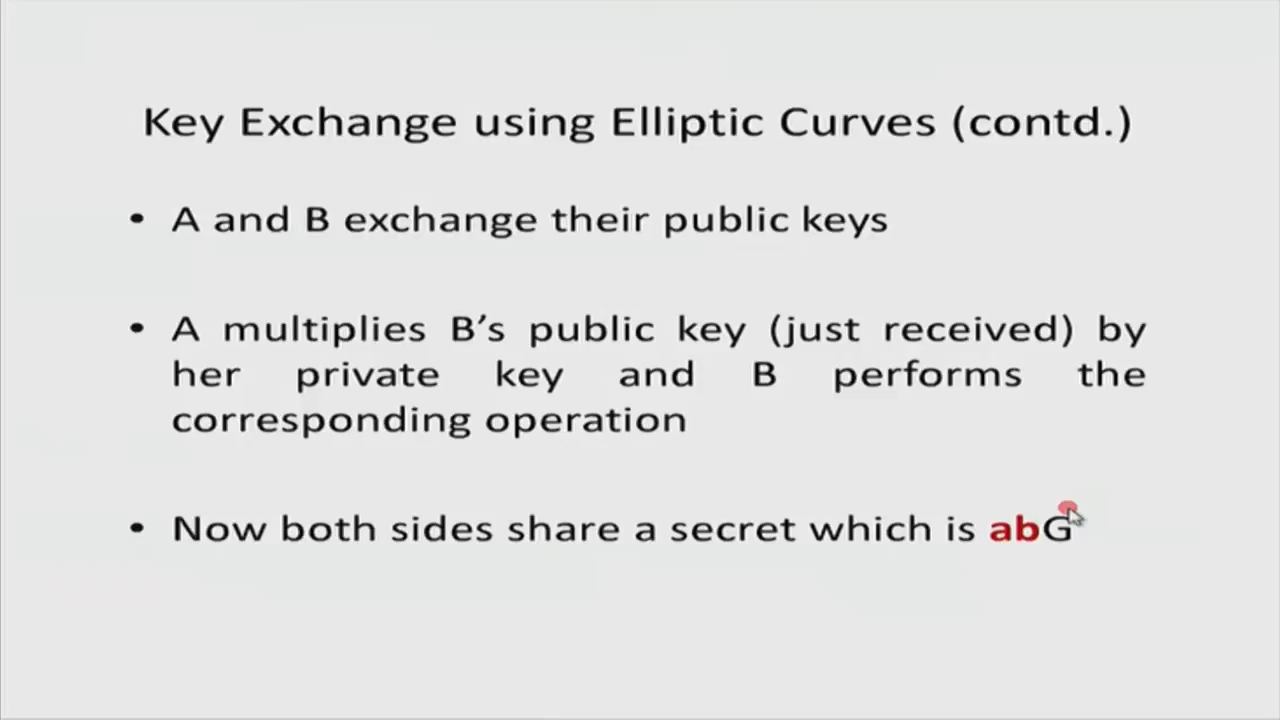 Key Exchange using Elliptic Curves (contd.)
• A and B exchange their public keys
• A multiplies B’s public key (just received) by
her private key and B performs the
corresponding operation
• Now both sides share a secret which is abG